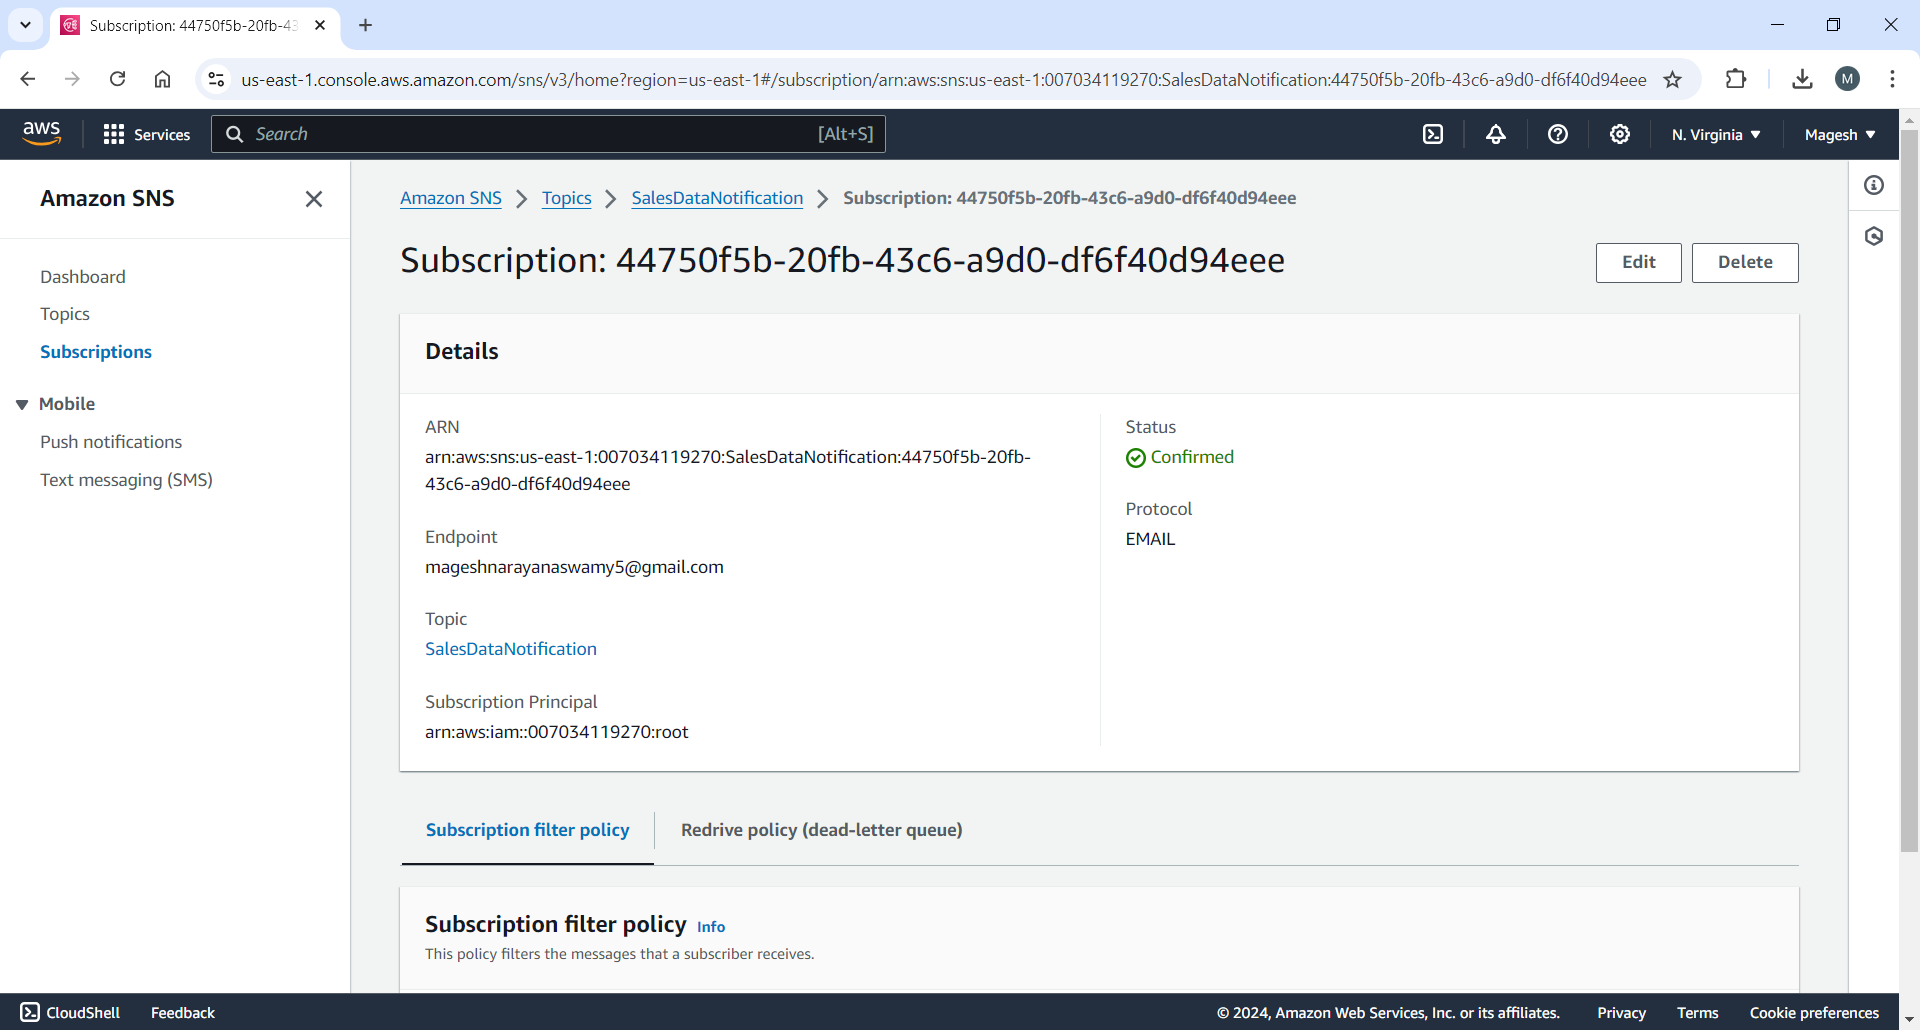 Subscription: 44750f5b-20fb-43
us-east-1.console.aws.amazon.com/sns/v3/home?region=us-east-1#/subscription/arn:aws:sns:us-east-1:007034119270:SalesDataNotification:44750f5b-20fb-43c6-a9d0-df6f40d94eee
M
aws Services Search [Alt+S] N. Virginia Magesh
Amazon SNS
Dashboard
Topics
Subscriptions
Mobile
Push notifications
Text messaging (SMS)
Amazon SNS Topics SalesDataNotification Subscription: 44750f5b-20fb-43c6-a9d0-df6f40d94eee
Subscription: 44750f5b-20fb-43c6-a9d0-df6f40d94eee
Edit Delete
Details
ARN
arn:aws:sns:us-east-1:007034119270:SalesDataNotification:44750f5b-20fb-
43c6-a9d0-df6f40d94eee
Endpoint
mageshnarayanaswamy5@gmail.com
Topic
SalesDataNotification
Subscription Principal
arn:aws:iam::007034119270:root
Status
Confirmed
Protocol
EMAIL
Subscription filter policy Redrive policy (dead-letter queue)
Subscription filter policy Info
This policy filters the messages that a subscriber receives.
CloudShell Feedback © 2024, Amazon Web Services, Inc. or its affiliates. Privacy Terms Cookie preferences